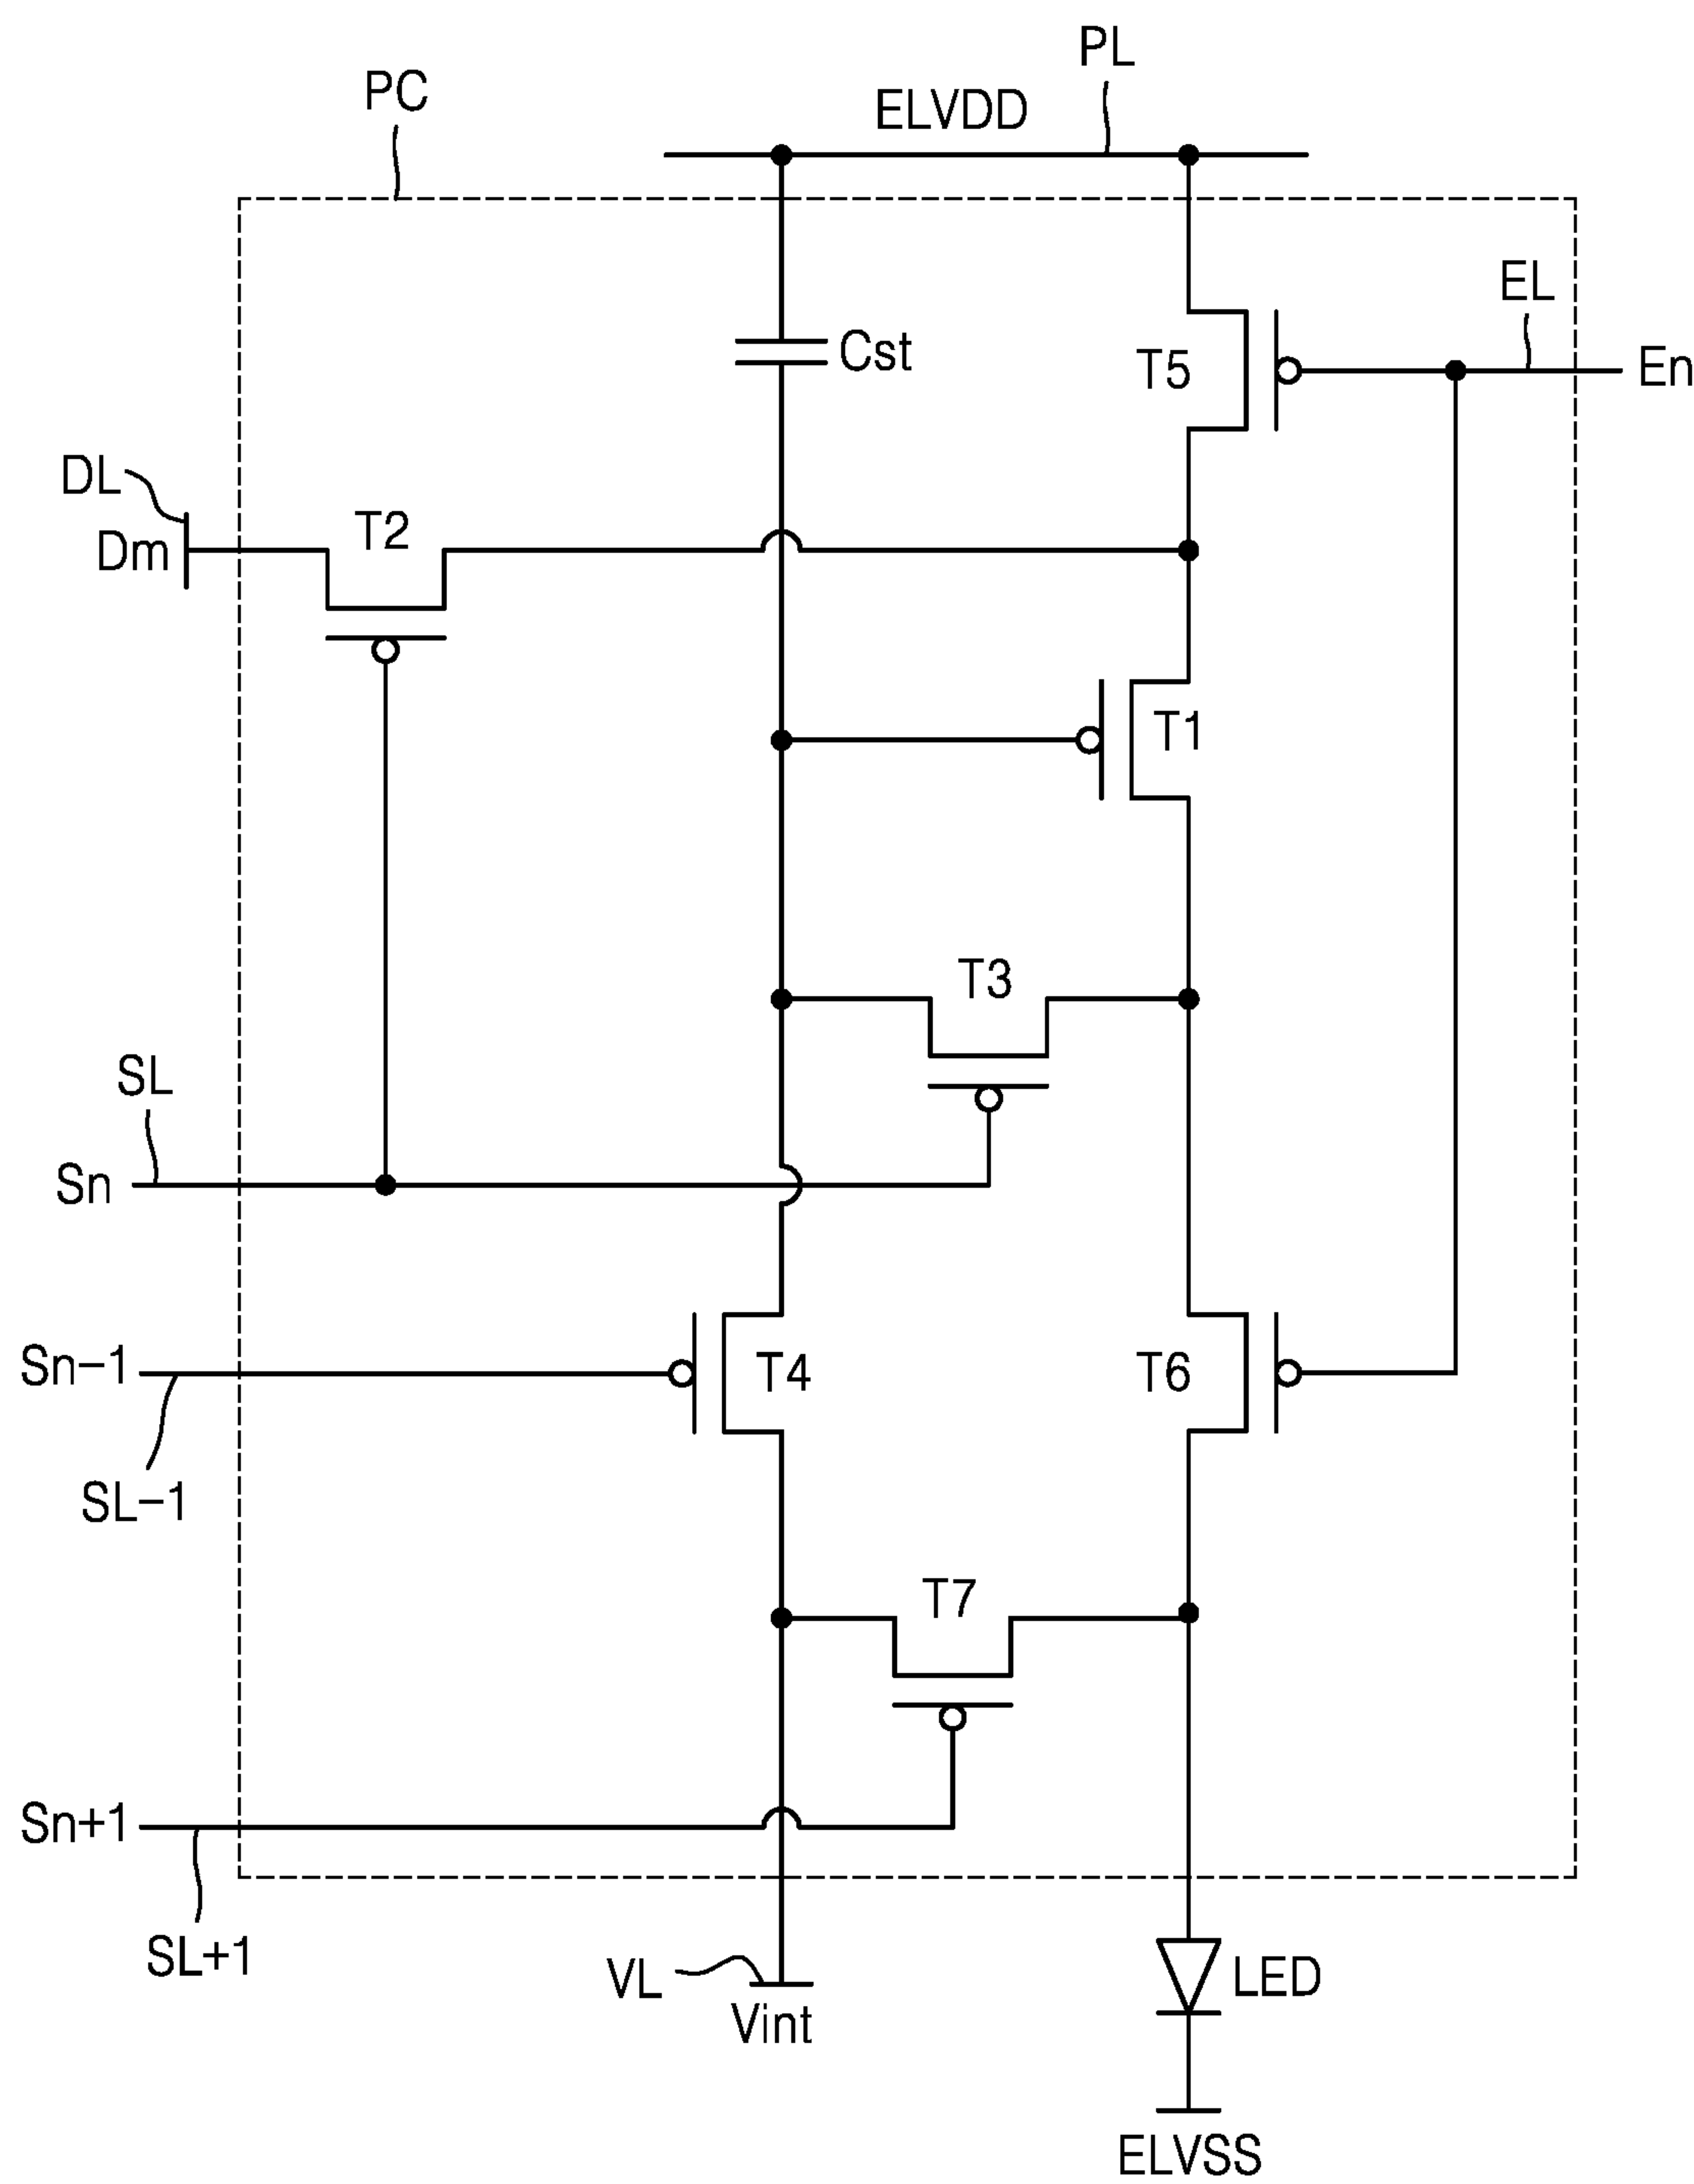 PL
PC
ELVDD
EL
Cst
T5
En
DL
T2
Dm
T1
T3
SL
Sn
Sn−1
T4
T6
SL−1
T7
Sn+1
SL+1
VL
LED
Vint
ELVSS